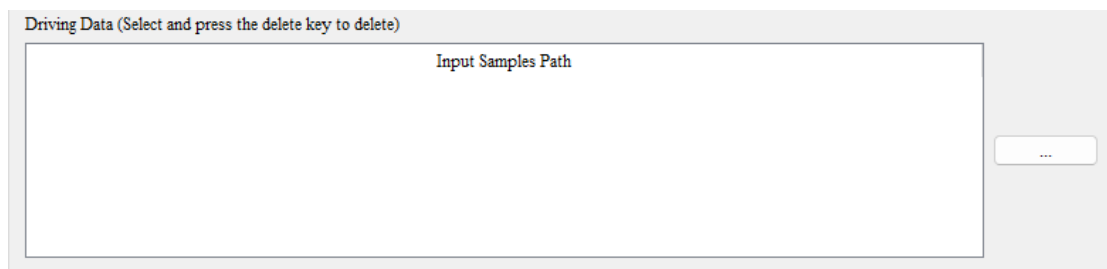 Driving Data (Select and press the delete key to delete)
Input Samples Path
...